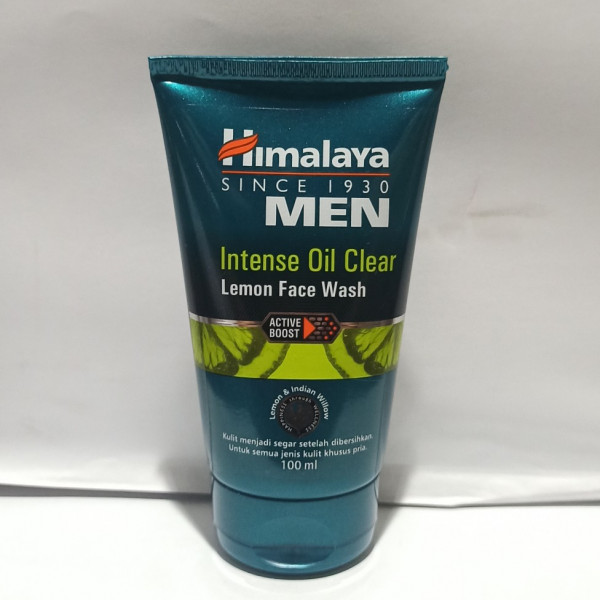 Himalaya
SINCE 1930
MEN
Intense Oil Clear
Lemon Face Wash
ACTIVE
BOOST
Lemon & Indian Willow
Kulit menjadi segar setelah dibersihkan.
Untuk semua jenis kulit khusus pria.
100 ml